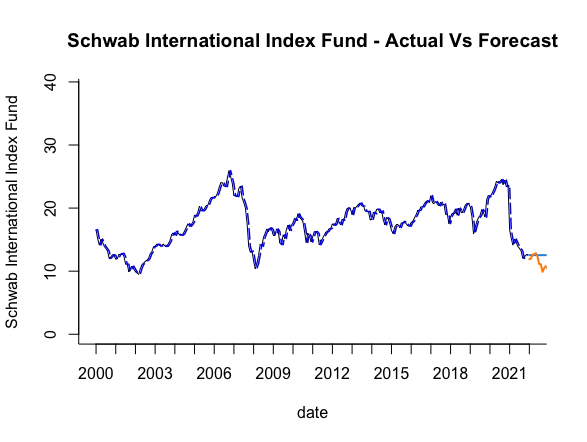 Schwab International Index Fund - Actual Vs Forecast
Schwab International Index Fund
40
30
20
10
0
2000 2003 2006 2009 2012 2015 2018 2021
date